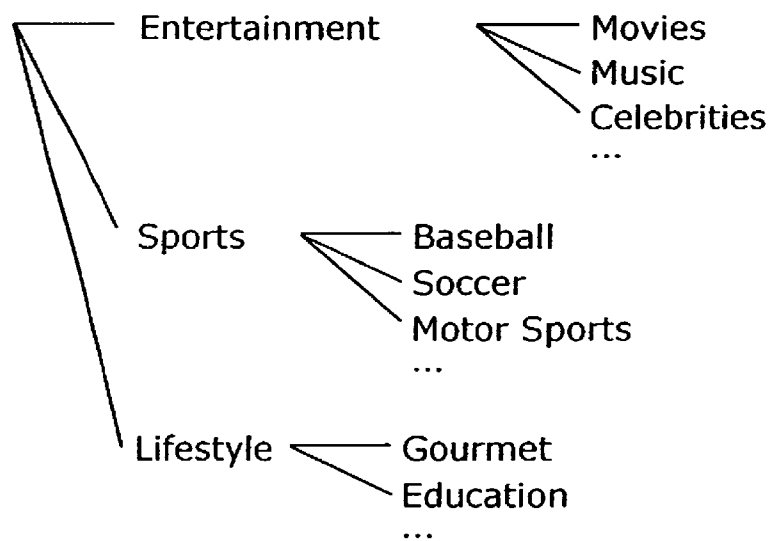 Entertainment
Movies
Music
Celebrities
...
Sports
Baseball
Soccer
Motor Sports
...
Lifestyle
Gourmet
Education
...